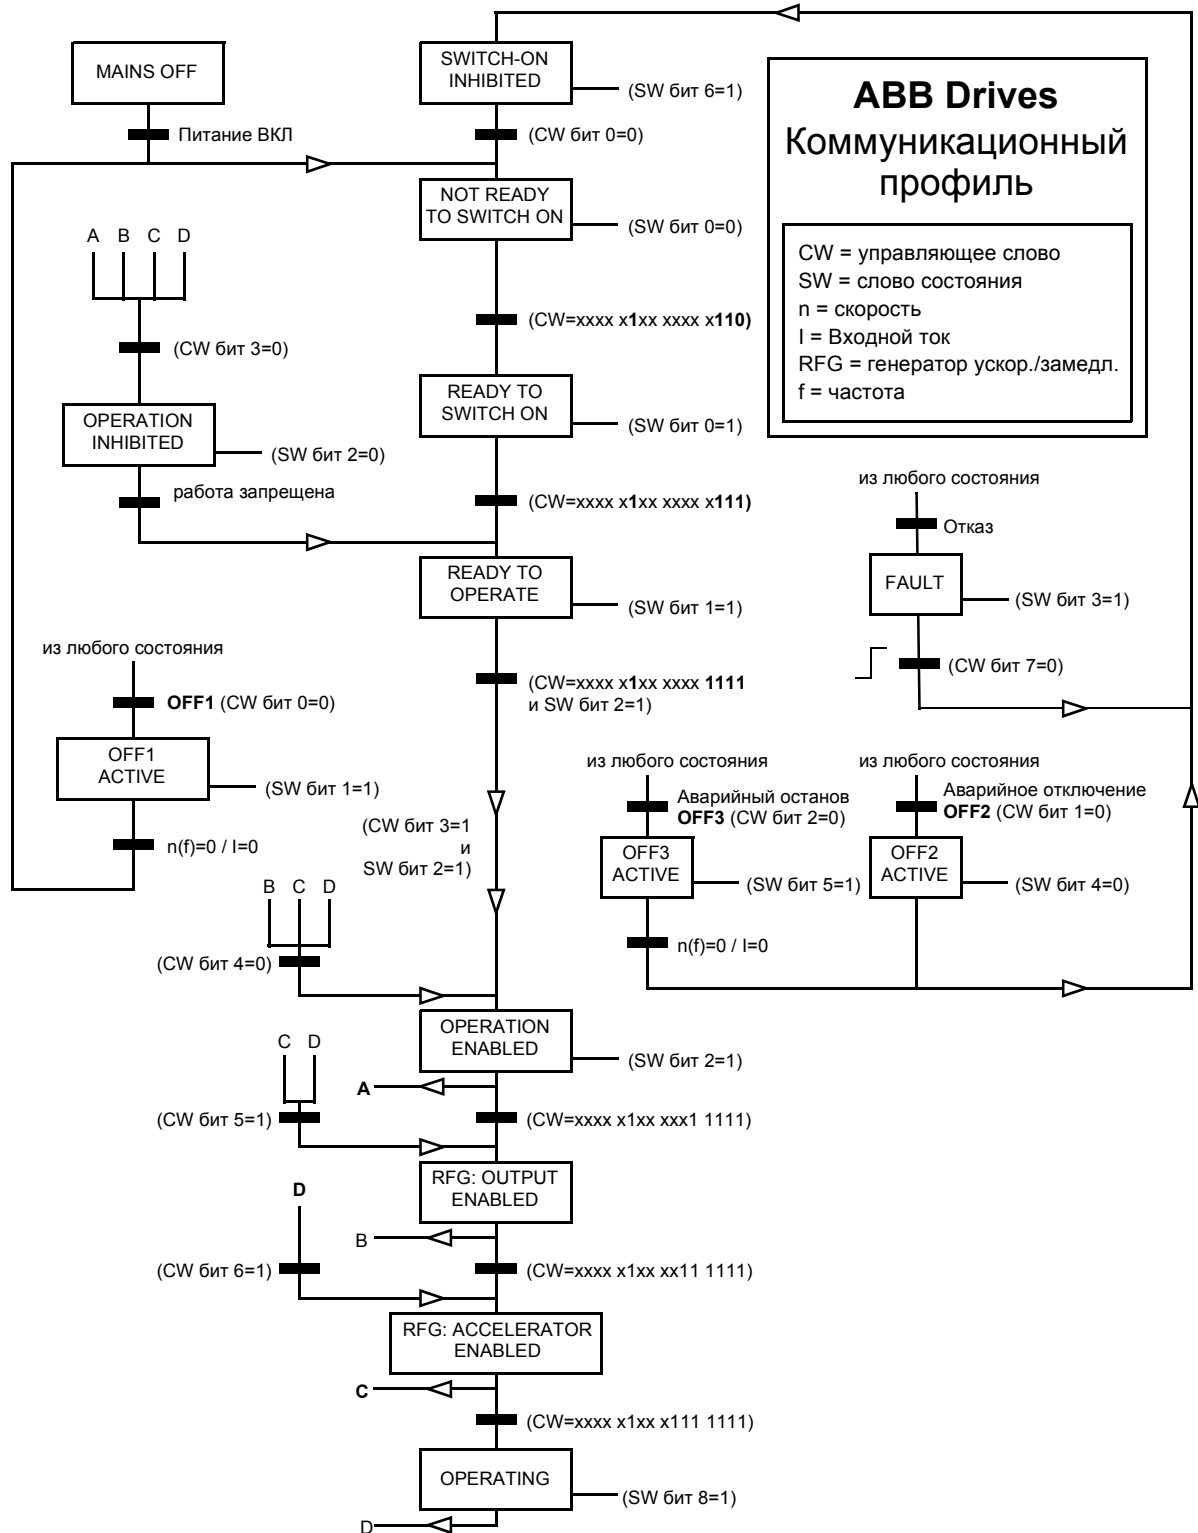 MAINS OFF
Питание ВКЛ
SWITCH-ON
INHIBITED
(SW бит 6=1)
(CW бит 0=0)
ABB Drives
Коммуникационный
профиль
CW = управляющее слово
SW = слово состояния
n = скорость
I = Входной ток
RFG = генератор ускор./замедл.
f = частота
NOT READY
TO SWITCH ON
(SW бит 0=0)
A B C D
(CW бит 3=0)
(CW=xxxx x1xx xxxx x110)
OPERATION
INHIBITED
(SW бит 2=0)
работа запрещена
READY TO
SWITCH ON
(SW бит 0=1)
(CW=xxxx x1xx xxxx x111)
READY TO
OPERATE
(SW бит 1=1)
(CW=xxxx x1xx xxxx 1111
и SW бит 2=1)
из любого состояния
Отказ
FAULT
(SW бит 3=1)
(CW бит 7=0)
из любого состояния
OFF1 (CW бит 0=0)
OFF1
ACTIVE
(SW бит 1=1)
n(f)=0 / I=0
(CW бит 3=1
и
SW бит 2=1)
из любого состояния
Аварийный останов
OFF3 (CW бит 2=0)
OFF3
ACTIVE
(SW бит 5=1)
n(f)=0 / I=0
из любого состояния
Аварийное отключение
OFF2 (CW бит 1=0)
OFF2
ACTIVE
(SW бит 4=0)
B C D
(CW бит 4=0)
OPERATION
ENABLED
(SW бит 2=1)
A
C D
(CW бит 5=1)
(CW=xxxx x1xx xxx1 1111)
RFG: OUTPUT
ENABLED
D
B
(CW бит 6=1)
(CW=xxxx x1xx xx11 1111)
RFG: ACCELERATOR
ENABLED
C
(CW=xxxx x1xx x111 1111)
OPERATING
(SW бит 8=1)
D